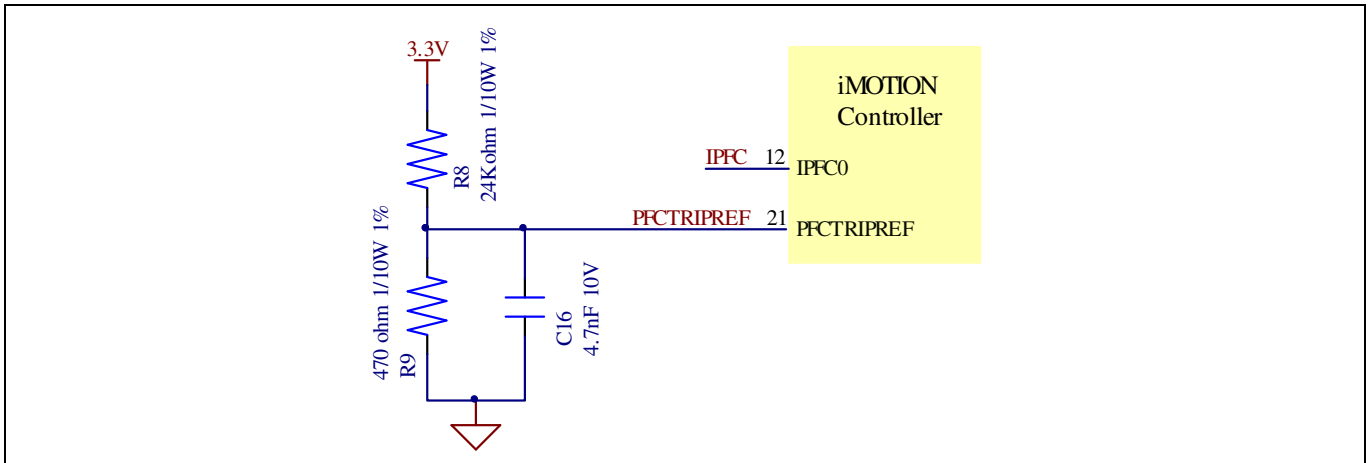 3.3V
R8
24Kohm 1/10W 1%
470 ohm 1/10W 1%
R9
C16
4.7nF 10V
iMOTION
Controller
IPFC 12 IPFC0
PFCTRIPREF 21 PFCTRIPREF